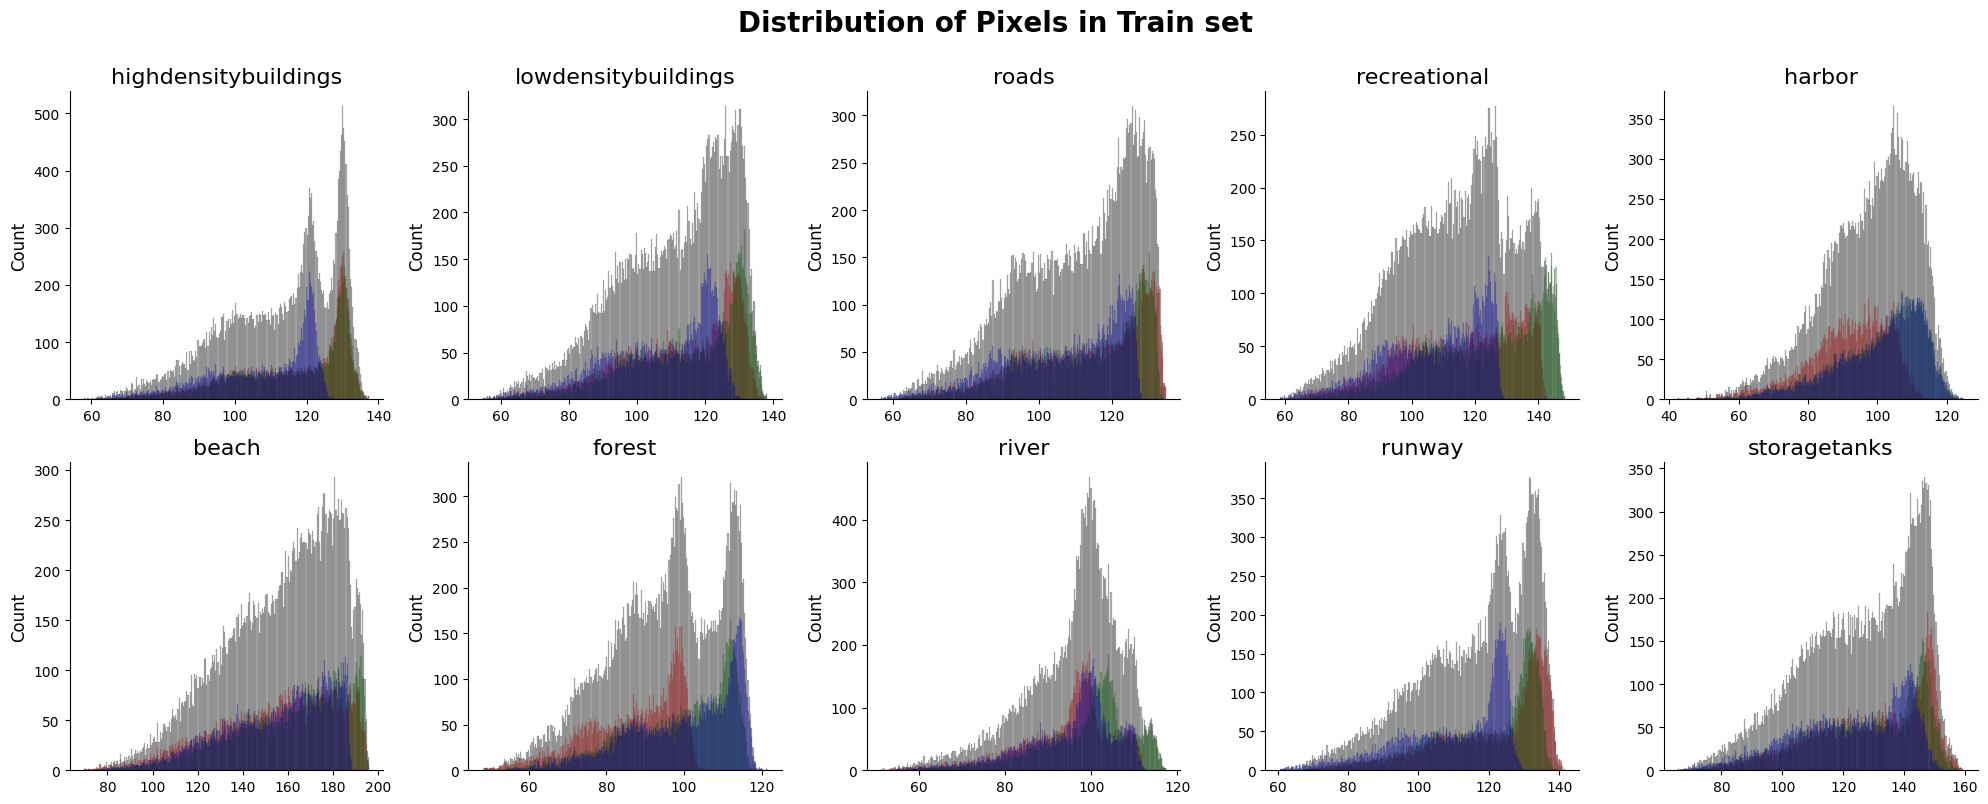 Distribution of Pixels in Train set
highdensitybuildings
lowdensitybuildings
roads
recreational
harbor
Count
500
400
300
200
100
0
60 80 100 120 140
Count
300
250
200
150
100
50
0
60 80 100 120 140
Count
300
250
200
150
100
50
0
60 80 100 120
Count
250
200
150
100
50
0
60 80 100 120 140
Count
350
300
250
200
150
100
50
0
40 60 80 100 120
beach
forest
river
runway
storagetanks
Count
300
250
200
150
100
50
0
80 100 120 140 160 180 200
Count
300
250
200
150
100
50
0
60 80 100 120
Count
400
300
200
100
0
60 80 100 120
Count
350
300
250
200
150
100
50
0
60 80 100 120 140
Count
350
300
250
200
150
100
50
0
80 100 120 140 160